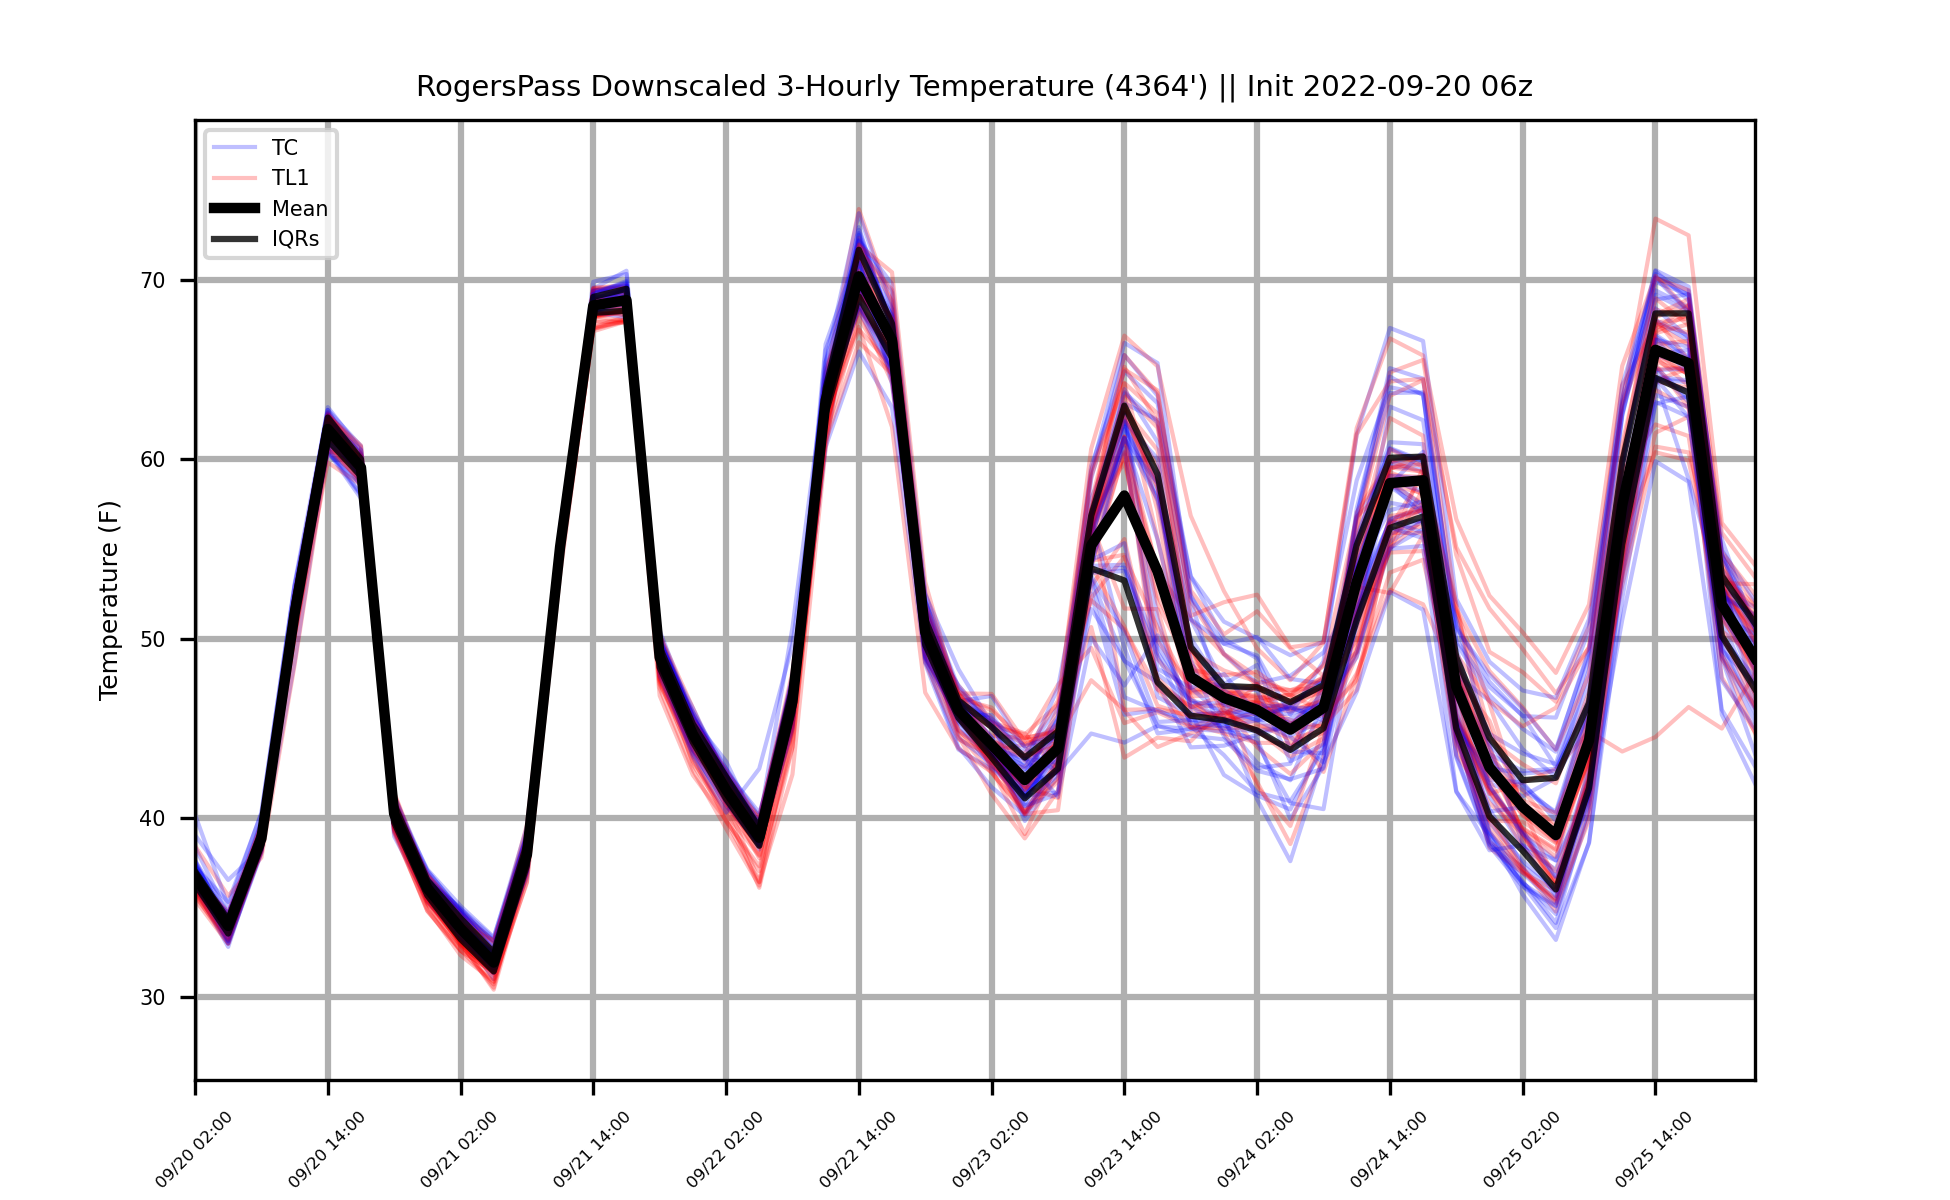 RogersPass Downscaled 3-Hourly Temperature (4364') || Init 2022-09-20 06z
TC
TL1
Mean
IQRs
Temperature (F)
70
60
50
40
30
09/20 02:00
09/20 14:00
09/21 02:00
09/21 14:00
09/22 02:00
09/22 14:00
09/23 02:00
09/23 14:00
09/24 02:00
09/24 14:00
09/25 02:00
09/25 14:00